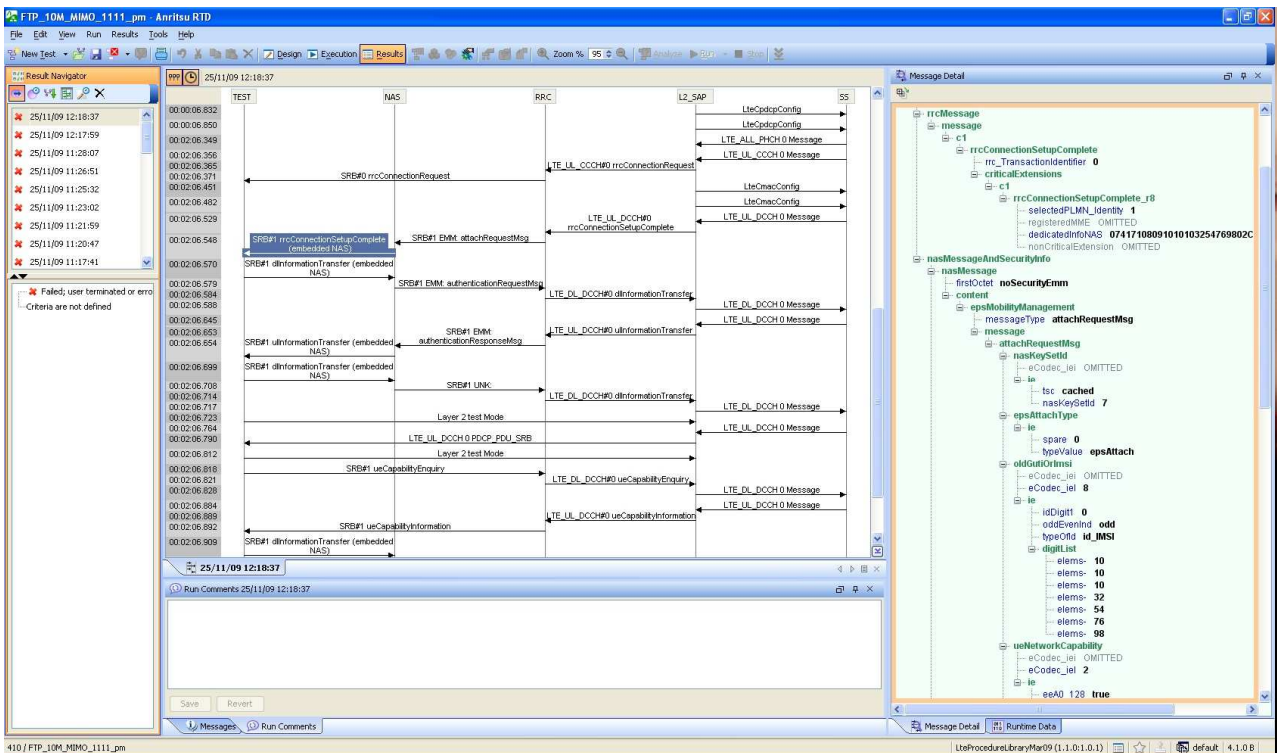 FTP_10M_MIMO_1111_pm - Anritsu RTD
File Edit View Run Results Tools Help
New Test Design Execution Results Zoom % 95 Analyse Run Stop
Result Navigator
25/11/09 12:18:37
25/11/09 12:17:59
25/11/09 11:28:07
25/11/09 11:26:51
25/11/09 11:25:32
25/11/09 11:23:02
25/11/09 11:21:59
25/11/09 11:20:47
25/11/09 11:17:41
Failed; user terminated or erro
Criteria are not defined
25/11/09 12:18:37
TEST NAS RRC L2_SAP SS
00:00:06.832 LteCpdcpConfig
00:00:06.850 LteCpdcpConfig
00:02:06.349 LTE_ALL_PHCH 0 Message
00:02:06.356 LTE_UL_CCCH 0 Message
00:02:06.365 LTE_UL_CCCH#0 rrcConnectionRequest
00:02:06.371 SRB#0 rrcConnectionRequest
00:02:06.451 LteCmacConfig
00:02:06.482 LteCmacConfig
00:02:06.529 LTE_UL_DCCH#0 LTE_UL_DCCH 0 Message
rrcConnectionSetupComplete
00:02:06.548 SRB#1 rrcConnectionSetupComplete SRB#1 EMM: attachRequestMsg
(embedded NAS)
00:02:06.570 SRB#1 dlInformationTransfer (embedded
NAS)
00:02:06.579 SRB#1 EMM: authenticationRequestMsg
00:02:06.584 LTE_DL_DCCH#0 dlInformationTransfer
00:02:06.588 LTE_DL_DCCH 0 Message
00:02:06.645 LTE_UL_DCCH 0 Message
00:02:06.653 SRB#1 EMM: LTE_UL_DCCH#0 ulInformationTransfer
00:02:06.654 SRB#1 ulInformationTransfer (embedded authenticationResponseMsg
NAS)
00:02:06.699 SRB#1 dlInformationTransfer (embedded
NAS)
00:02:06.708 SRB#1 UNK:
00:02:06.714 LTE_DL_DCCH#0 dlInformationTransfer
00:02:06.717 LTE_DL_DCCH 0 Message
00:02:06.723 Layer 2 test Mode
00:02:06.764 LTE_UL_DCCH 0 Message
00:02:06.790 LTE_UL_DCCH 0 PDCP_PDU_SRB
00:02:06.812 Layer 2 test Mode
00:02:06.818 SRB#1 ueCapabilityEnquiry
00:02:06.821 LTE_DL_DCCH#0 ueCapabilityEnquiry
00:02:06.828 LTE_DL_DCCH 0 Message
00:02:06.884 LTE_UL_DCCH 0 Message
00:02:06.889 LTE_UL_DCCH#0 ueCapabilityInformation
00:02:06.892 SRB#1 ueCapabilityInformation
00:02:06.909 SRB#1 dlInformationTransfer (embedded
NAS)
25/11/09 12:18:37
Run Comments 25/11/09 12:18:37
Save Revert
Messages Run Comments
Message Detail
rrcMessage
message
c1
rrcConnectionSetupComplete
rrc_TransactionIdentifier 0
criticalExtensions
c1
rrcConnectionSetupComplete_r8
selectedPLMN_Identity 1
registeredMME OMITTED
dedicatedInfoNAS 07417108091010103254769802C
nonCriticalExtension OMITTED
nasMessageAndSecurityInfo
nasMessage
firstOctet noSecurityEmm
content
epsMobilityManagement
messageType attachRequestMsg
message
attachRequestMsg
nasKeySetId
eCodec_iei OMITTED
ie
tsc cached
nasKeySetId 7
epsAttachType
ie
spare 0
typeValue epsAttach
oldGutiOrImsi
eCodec_iei OMITTED
eCodec_iel 8
ie
idDigit1 0
oddEvenInd odd
typeOfId id_IMSI
digitList
elems- 10
elems- 10
elems- 10
elems- 32
elems- 54
elems- 76
elems- 98
ueNetworkCapability
eCodec_iei OMITTED
eCodec_iel 2
ie
eeA0_128 true
Message Detail Runtime Data
410 / FTP_10M_MIMO_1111_pm
LteProcedureLibraryMar09 (1.1.0:1.0.1) default 4.1.0 B